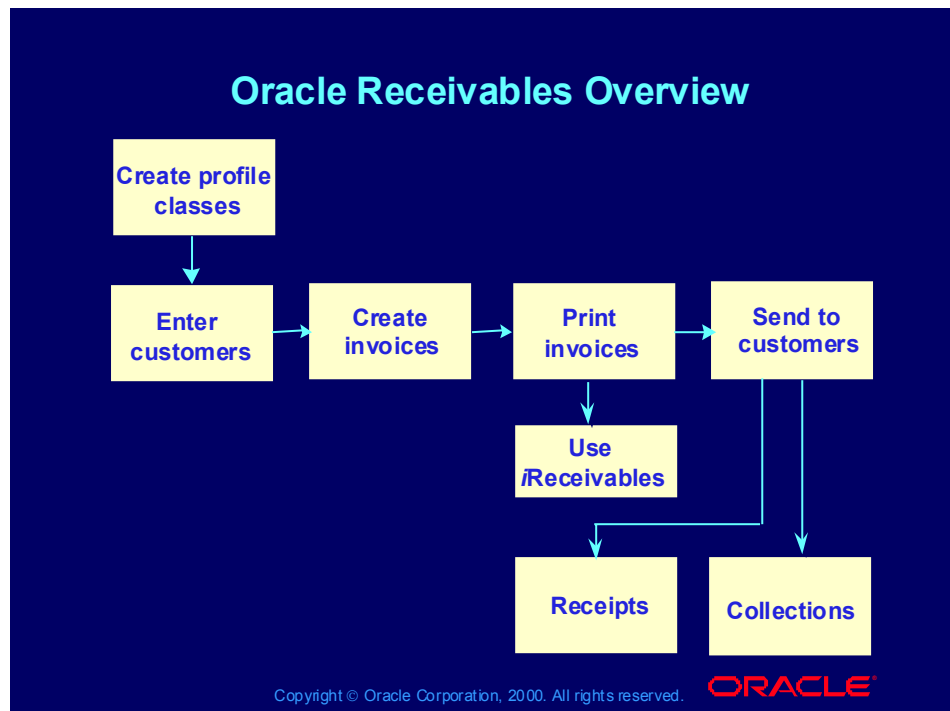 Oracle Receivables Overview
Create profile
classes
Enter
customers
Create
invoices
Print
invoices
Send to
customers
Use
iReceivables
Receipts
Collections
Copyright © Oracle Corporation, 2000. All rights reserved.
ORACLE®